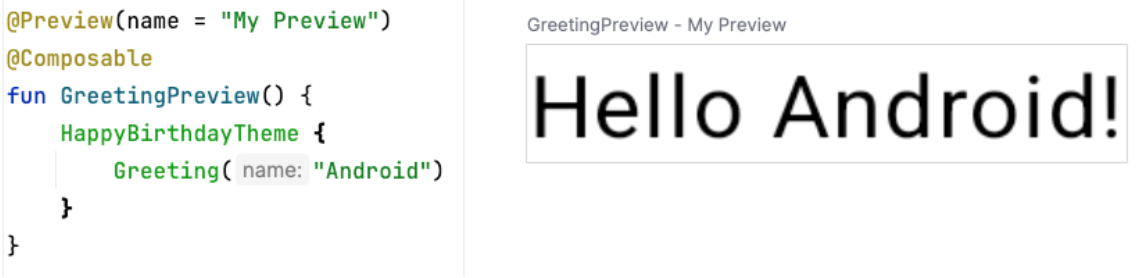 @Preview(name = "My Preview")
@Composable
fun GreetingPreview() {
    HappyBirthdayTheme {
        Greeting( name: "Android")
    }
}
GreetingPreview - My Preview
Hello Android!